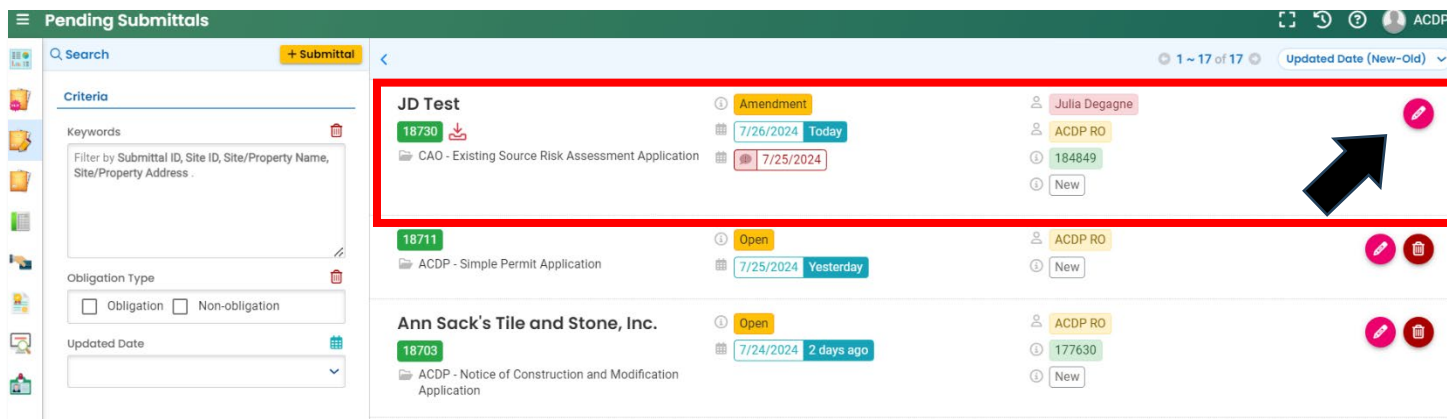 Pending Submittals
ACDP
Search
+ Submittal
1 ~ 17 of 17
Updated Date (New-Old)
Criteria
Keywords
Filter by Submittal ID, Site ID, Site/Property Name,
Site/Property Address .
Obligation Type
Obligation Non-obligation
Updated Date
JD Test
18730
CAO - Existing Source Risk Assessment Application
Amendment
7/26/2024 Today
7/25/2024
Julia Degagne
ACDP RO
184849
New
18711
ACDP - Simple Permit Application
Open
7/25/2024 Yesterday
ACDP RO
New
Ann Sack's Tile and Stone, Inc.
18703
ACDP - Notice of Construction and Modification
Application
Open
7/24/2024 2 days ago
ACDP RO
177630
New